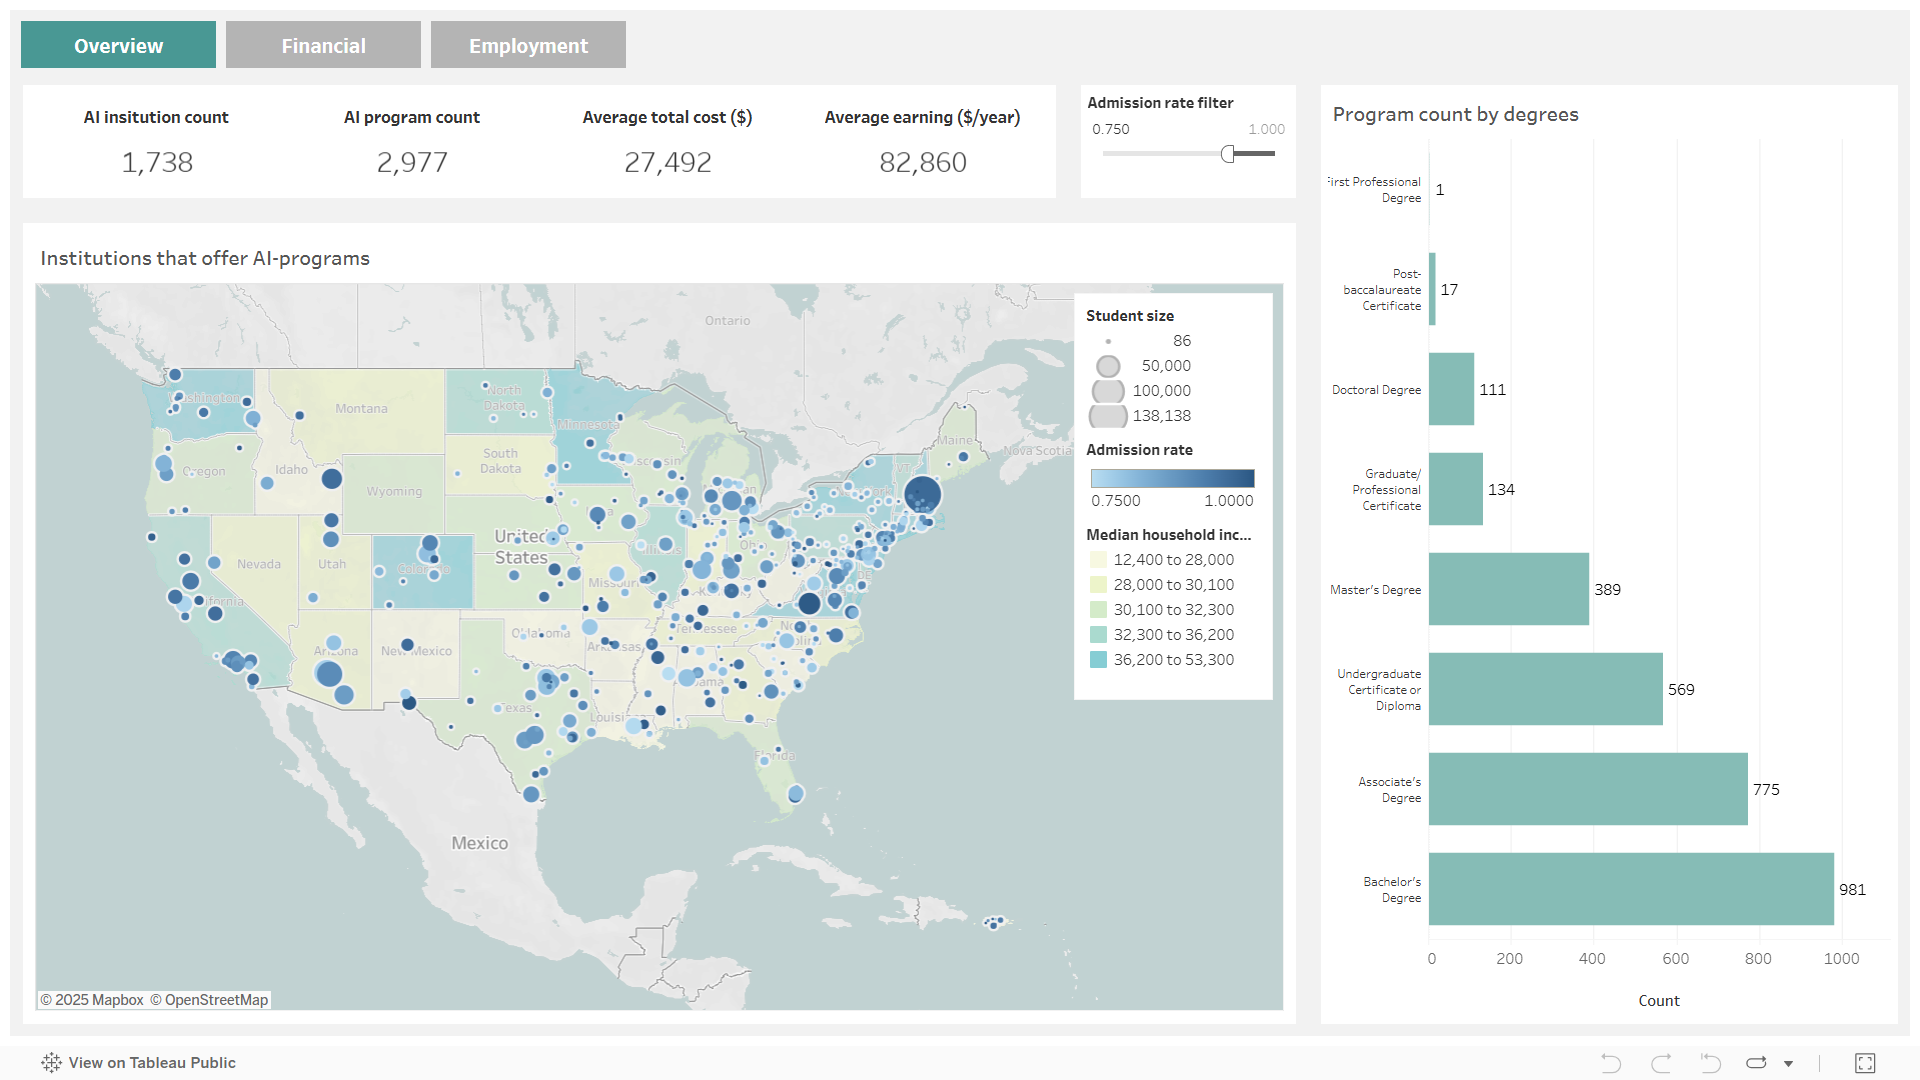 Overview
Financial
Employment
AI insitution count
AI program count
Average total cost ($)
Average earning ($/year)
1,738
2,977
27,492
82,860
Admission rate filter
0.750
1.000
Institutions that offer AI-programs
Ontario
Washington
Montana
North
Dakota
Minnesota
Maine
Nova Scotia
Oregon
Idaho
South
Dakota
Wyoming
VT
United
States
Nevada
Utah
Arizona
New Mexico
Oklahoma
Arkansas
Tennessee
Texas
Florida
Mexico
© 2025 Mapbox © OpenStreetMap
Student size
86
50,000
100,000
138,138
Admission rate
0.7500
1.0000
Median household inc...
12,400 to 28,000
28,000 to 30,100
30,100 to 32,300
32,300 to 36,200
36,200 to 53,300
Program count by degrees
First Professional
Degree
1
Post-
baccalaureate
Certificate
17
Doctoral Degree
111
Graduate/
Professional
Certificate
134
Master's Degree
389
Undergraduate
Certificate or
Diploma
569
Associate's
Degree
775
Bachelor's
Degree
981
0
200
400
600
800
1000
Count
View on Tableau Public